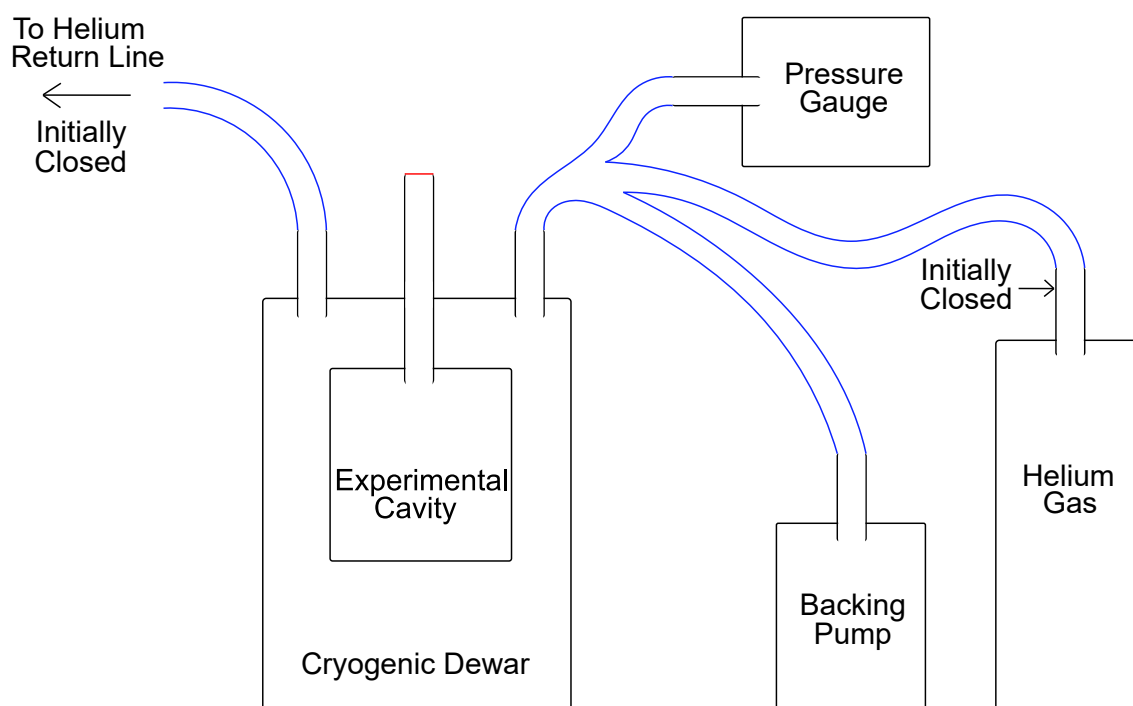 To Helium
Return Line
Initially
Closed
Pressure
Gauge
Initially
Closed
Experimental
Cavity
Helium
Gas
Backing
Pump
Cryogenic Dewar